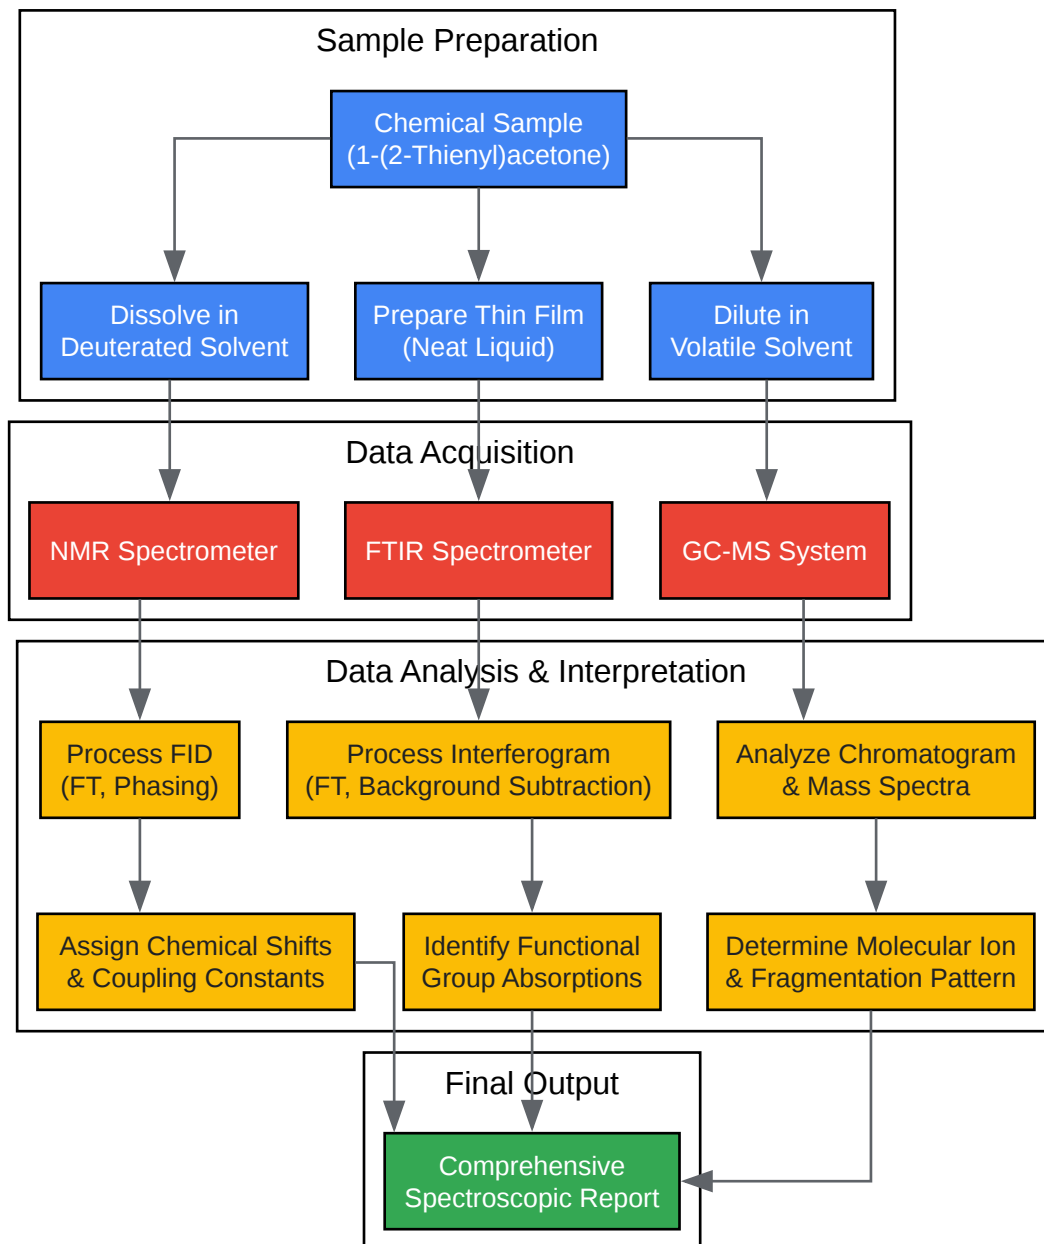 Sample Preparation
Chemical Sample
(1-(2-Thienyl)acetone)
Dissolve in
Deuterated Solvent
Prepare Thin Film
(Neat Liquid)
Dilute in
Volatile Solvent
Data Acquisition
NMR Spectrometer
FTIR Spectrometer
GC-MS System
Data Analysis & Interpretation
Process FID
(FT, Phasing)
Process Interferogram
(FT, Background Subtraction)
Analyze Chromatogram
& Mass Spectra
Assign Chemical Shifts
& Coupling Constants
Identify Functional
Group Absorptions
Determine Molecular Ion
& Fragmentation Pattern
Final Output
Comprehensive
Spectroscopic Report